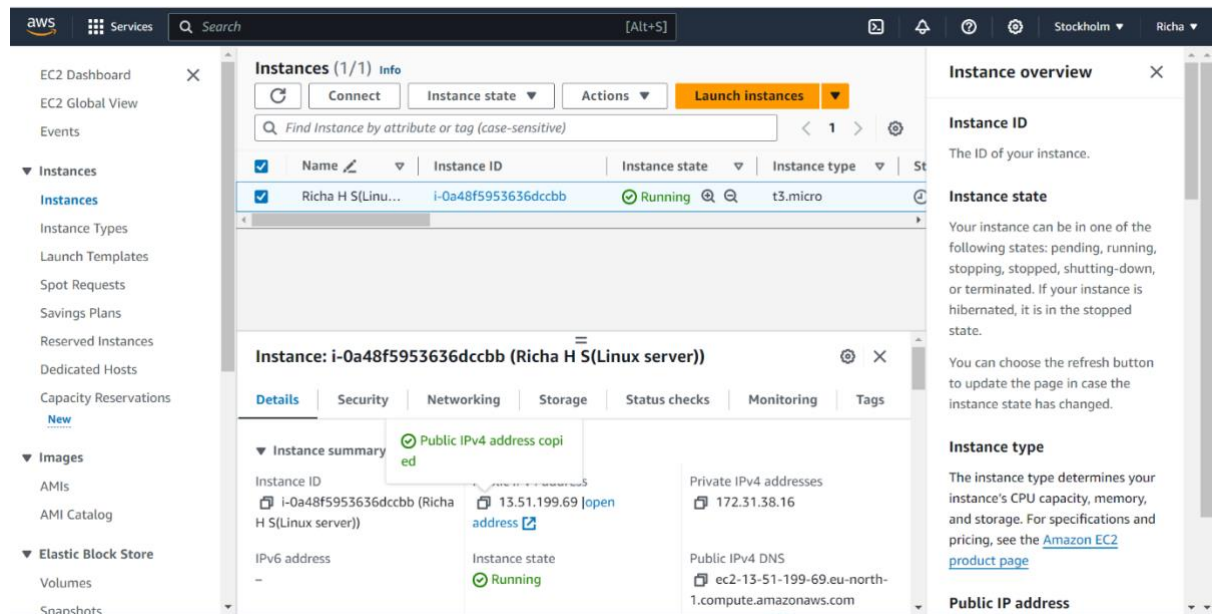 aws Services Search [Alt+S] Stockholm ▼ Richa ▼
EC2 Dashboard
EC2 Global View
Events
▼ Instances
Instances
Instance Types
Launch Templates
Spot Requests
Savings Plans
Reserved Instances
Dedicated Hosts
Capacity Reservations
New
▼ Images
AMIs
AMI Catalog
▼ Elastic Block Store
Volumes
Snapshots
Instances (1/1) Info
Connect Instance state ▼ Actions ▼ Launch instances ▼
Find Instance by attribute or tag (case-sensitive) < 1 >
Name Instance ID Instance state Instance type St
Richa H S(Linu... i-0a48f5953636dccbb Running t3.micro
Instance: i-0a48f5953636dccbb (Richa H S(Linux server))
Details Security Networking Storage Status checks Monitoring Tags
Public IPv4 address copi
ed
▼ Instance summary
Instance ID
i-0a48f5953636dccbb (Richa
H S(Linux server))
13.51.199.69 |open
address
Private IPv4 addresses
172.31.38.16
IPv6 address
–
Instance state
Running
Public IPv4 DNS
ec2-13-51-199-69.eu-north-
1.compute.amazonaws.com
Instance overview
Instance ID
The ID of your instance.
Instance state
Your instance can be in one of the
following states: pending, running,
stopping, stopped, shutting-down,
or terminated. If your instance is
hibernated, it is in the stopped
state.
You can choose the refresh button
to update the page in case the
instance state has changed.
Instance type
The instance type determines your
instance's CPU capacity, memory,
and storage. For specifications and
pricing, see the Amazon EC2
product page
Public IP address